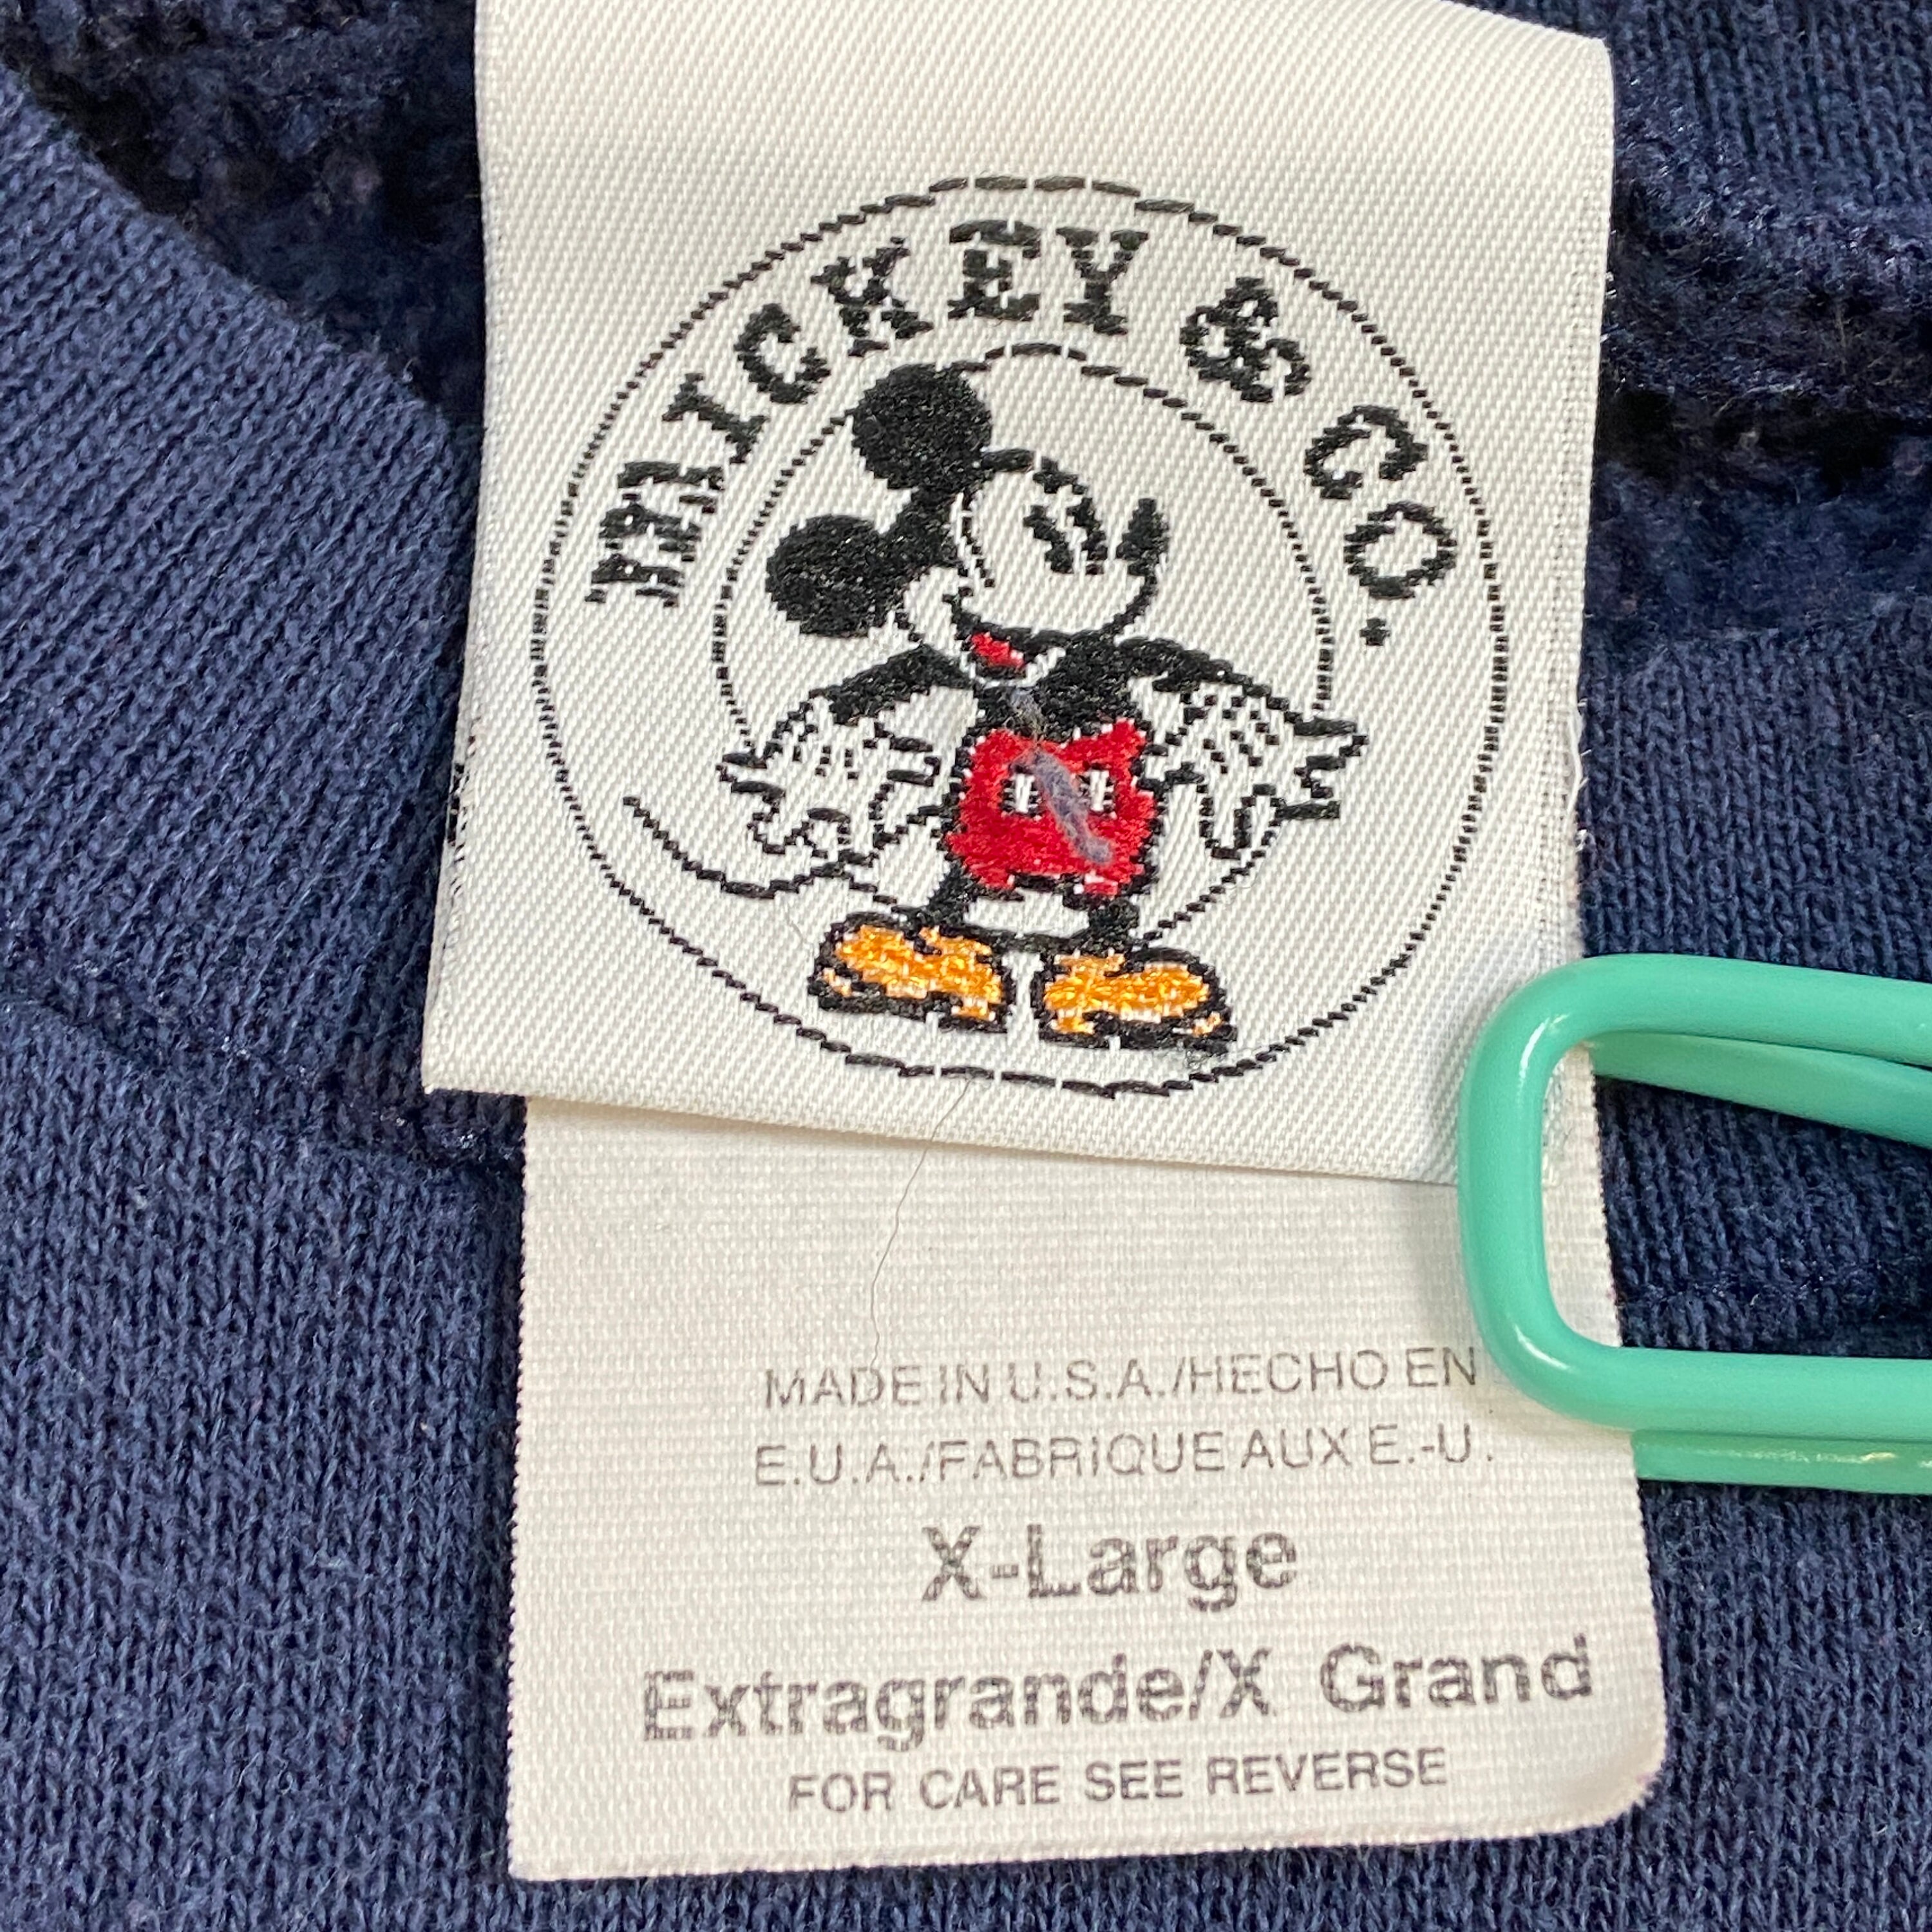 MICKEY & CO.
MADE IN U.S.A./HECHO EN
E.U.A./FABRIQUE AUX E.-U.
X-Large
Extragrande/X Grand
FOR CARE SEE REVERSE